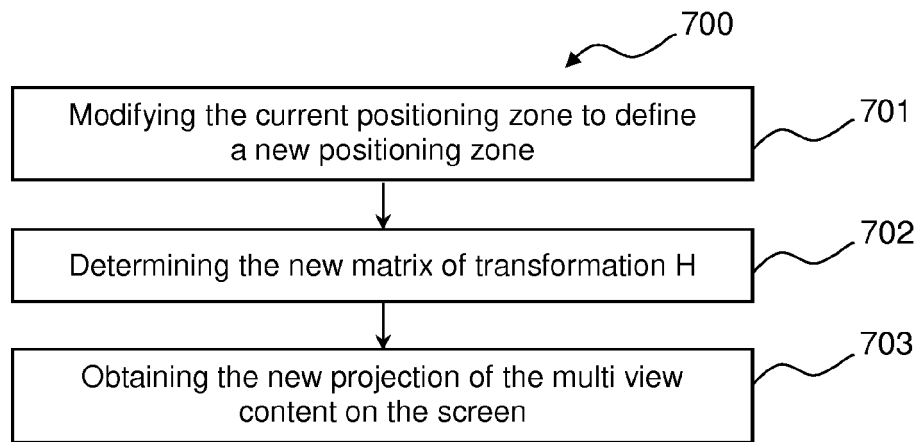 700
Modifying the current positioning zone to define
a new positioning zone
701
Determining the new matrix of transformation H
702
Obtaining the new projection of the multi view
content on the screen
703